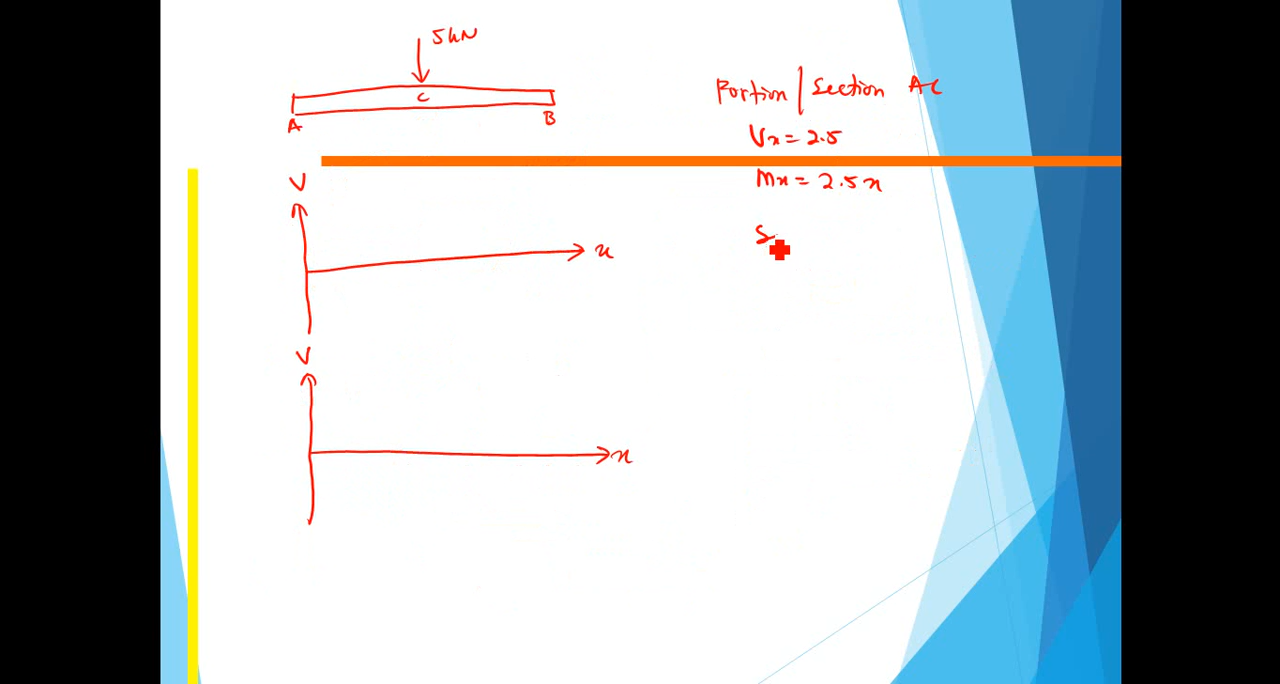 5kN
C
A
B
Portion / Section AC
Vx = 2.5
Mx = 2.5x
S
V
x
V
x